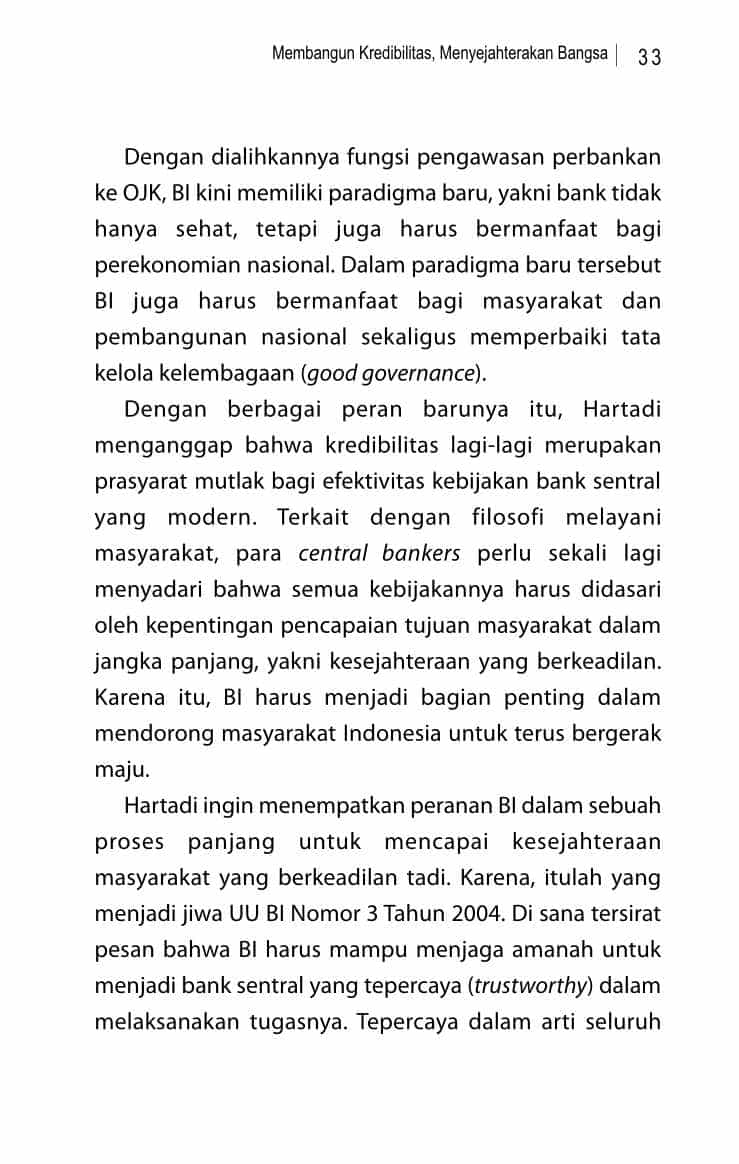 Membangun Kredibilitas, Menyejahterakan Bangsa | 33
Dengan dialihkannya fungsi pengawasan perbankan
ke OJK, BI kini memiliki paradigma baru, yakni bank tidak
hanya sehat, tetapi juga harus bermanfaat bagi
perekonomian nasional. Dalam paradigma baru tersebut
BI juga harus bermanfaat bagi masyarakat dan
pembangunan nasional sekaligus memperbaiki tata
kelola kelembagaan (good governance).
Dengan berbagai peran barunya itu, Hartadi
menganggap bahwa kredibilitas lagi-lagi merupakan
prasyarat mutlak bagi efektivitas kebijakan bank sentral
yang modern. Terkait dengan filosofi melayani
masyarakat, para central bankers perlu sekali lagi
menyadari bahwa semua kebijakannya harus didasari
oleh kepentingan pencapaian tujuan masyarakat dalam
jangka panjang, yakni kesejahteraan yang berkeadilan.
Karena itu, BI harus menjadi bagian penting dalam
mendorong masyarakat Indonesia untuk terus bergerak
maju.
Hartadi ingin menempatkan peranan BI dalam sebuah
proses panjang untuk mencapai kesejahteraan
masyarakat yang berkeadilan tadi. Karena, itulah yang
menjadi jiwa UU BI Nomor 3 Tahun 2004. Di sana tersirat
pesan bahwa BI harus mampu menjaga amanah untuk
menjadi bank sentral yang tepercaya (trustworthy) dalam
melaksanakan tugasnya. Tepercaya dalam arti seluruh